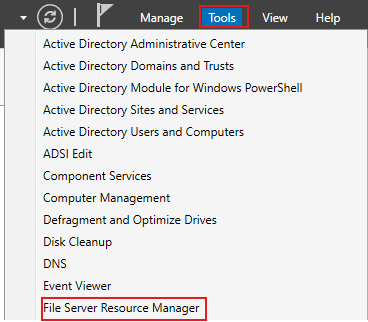 Manage Tools View Help
Active Directory Administrative Center
Active Directory Domains and Trusts
Active Directory Module for Windows PowerShell
Active Directory Sites and Services
Active Directory Users and Computers
ADSI Edit
Component Services
Computer Management
Defragment and Optimize Drives
Disk Cleanup
DNS
Event Viewer
File Server Resource Manager